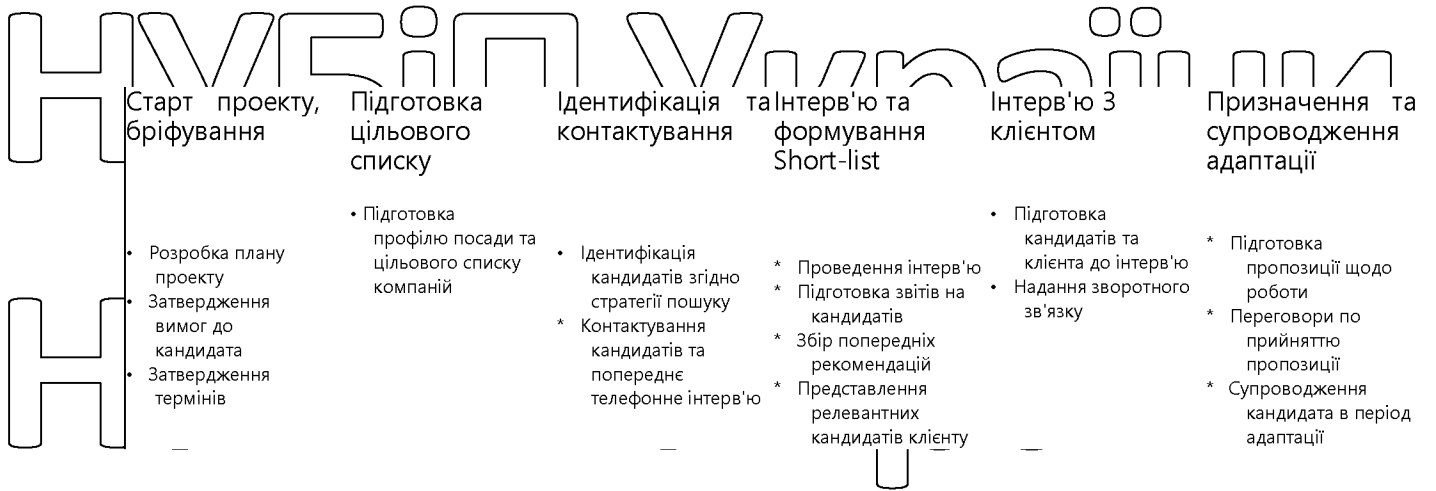 НУБіП України
Старт проекту,
бріфування
• Розробка плану
проекту
• Затвердження
вимог до
кандидата
• Затвердження
термінів
Підготовка
цільового
списку
• Підготовка
профілю посади та
цільового списку
компаній
Ідентифікація та
контактування
• Ідентифікація
кандидатів згідно
стратегії пошуку
* Контактування
кандидатів та
попереднє
телефонне інтерв'ю
Інтерв'ю та
формування
Short-list
* Проведення інтерв'ю
* Підготовка звітів на
кандидатів
* Збір попередніх
рекомендацій
* Представлення
релевантних
кандидатів клієнту
Інтерв'ю З
клієнтом
• Підготовка
кандидатів та
клієнта до інтерв'ю
• Надання зворотного
зв'язку
Призначення та
супроводження
адаптації
* Підготовка
пропозиції щодо
роботи
* Переговори по
прийняттю
пропозиції
* Супроводження
кандидата в період
адаптації